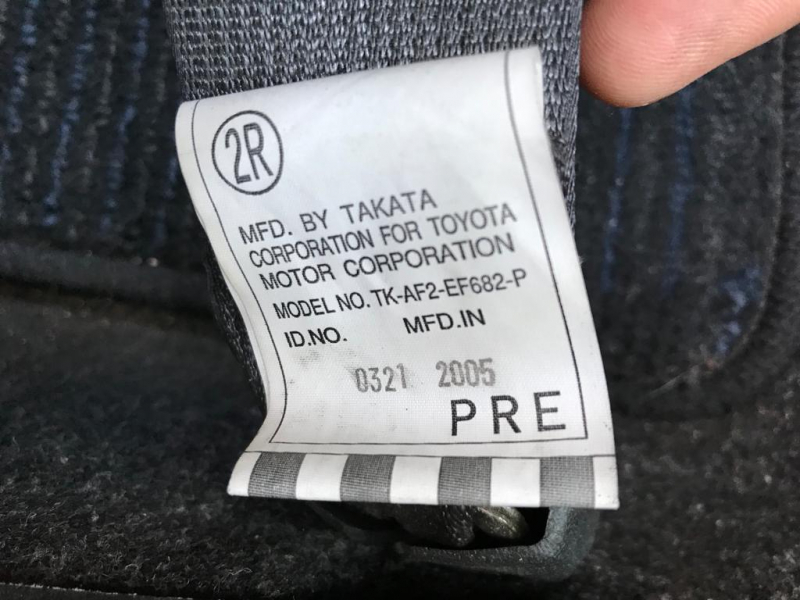 2R
MFD. BY TAKATA
CORPORATION FOR TOYOTA
MOTOR CORPORATION
MODEL NO. TK-AF2-EF682-P
ID.NO. MFD.IN
0321 2005
PRE